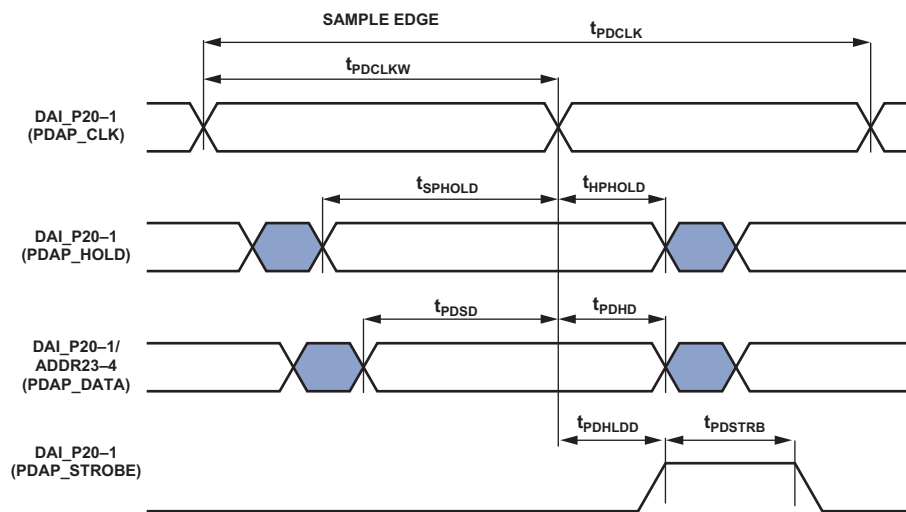 SAMPLE EDGE
tPDCLK
tPDCLKW
DAI_P20–1
(PDAP_CLK)
tSPHOLD
tHPHOLD
DAI_P20–1
(PDAP_HOLD)
tPDSD
tPDHD
DAI_P20–1/
ADDR23–4
(PDAP_DATA)
tPDHLDD
tPDSTRB
DAI_P20–1
(PDAP_STROBE)